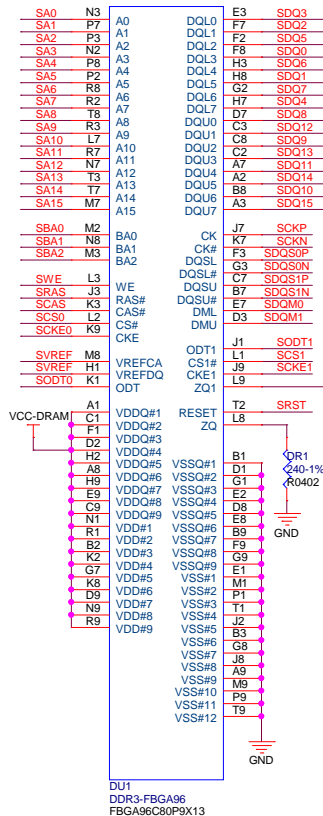 SA0 N3 A0 DQL0 E3 SDQ3
SA1 P7 A1 DQL1 F7 SDQ2
SA2 P3 A2 DQL2 F2 SDQ5
SA3 N2 A3 DQL3 F8 SDQ0
SA4 P8 A4 DQL4 H3 SDQ6
SA5 P2 A5 DQL5 H8 SDQ1
SA6 R8 A6 DQL6 G2 SDQ7
SA7 R2 A7 DQL7 H7 SDQ4
SA8 T8 A8 DQU0 D7 SDQ8
SA9 R3 A9 DQU1 C3 SDQ12
SA10 L7 A10 DQU2 C8 SDQ9
SA11 R7 A11 DQU3 C2 SDQ13
SA12 N7 A12 DQU4 A7 SDQ11
SA13 T3 A13 DQU5 A2 SDQ14
SA14 T7 A14 DQU6 B8 SDQ10
SA15 M7 A15 DQU7 A3 SDQ15
SBA0 M2 BA0 CK J7 SCKP
SBA1 N8 BA1 CK# K7 SCKN
SBA2 M3 BA2 DQSL F3 SDQS0P
DQSL# G3 SDQS0N
SWE L3 WE DQSU C7 SDQS1P
SRAS J3 RAS# DQSU# B7 SDQS1N
SCAS K3 CAS# DML E7 SDQM0
SCS0 L2 CS# DMU D3 SDQM1
SCKE0 K9 CKE
ODT1 J1 SODT1
SVREF M8 VREFCA CS1# L1 SCS1
SVREF H1 VREFDQ CKE1 J9 SCKE1
SODT0 K1 ODT ZQ1 L9
A1 VDDQ#1 RESET T2 SRST
VCC-DRAM C1 VDDQ#2 ZQ L8
F1 VDDQ#3
D2 VDDQ#4
H2 VDDQ#5 VSSQ#1 B1 DR1
A8 VDDQ#6 VSSQ#2 D1 240-1%
H9 VDDQ#7 VSSQ#3 G1 R0402
E9 VDDQ#8 VSSQ#4 E2
C9 VDDQ#9 VSSQ#5 D8
N1 VDD#1 VSSQ#6 E8
R1 VDD#2 VSSQ#7 B9 GND
B2 VDD#3 VSSQ#8 F9
K2 VDD#4 VSSQ#9 G9
G7 VDD#5 VSS#1 E1
K8 VDD#6 VSS#2 M1
D9 VDD#7 VSS#3 P1
N9 VDD#8 VSS#4 T1
R9 VDD#9 VSS#5 J2
VSS#6 B3
VSS#7 G8
VSS#8 J8
VSS#9 A9
VSS#10 M9
VSS#11 P9
VSS#12 T9
GND
DU1
DDR3-FBGA96
FBGA96C80P9X13